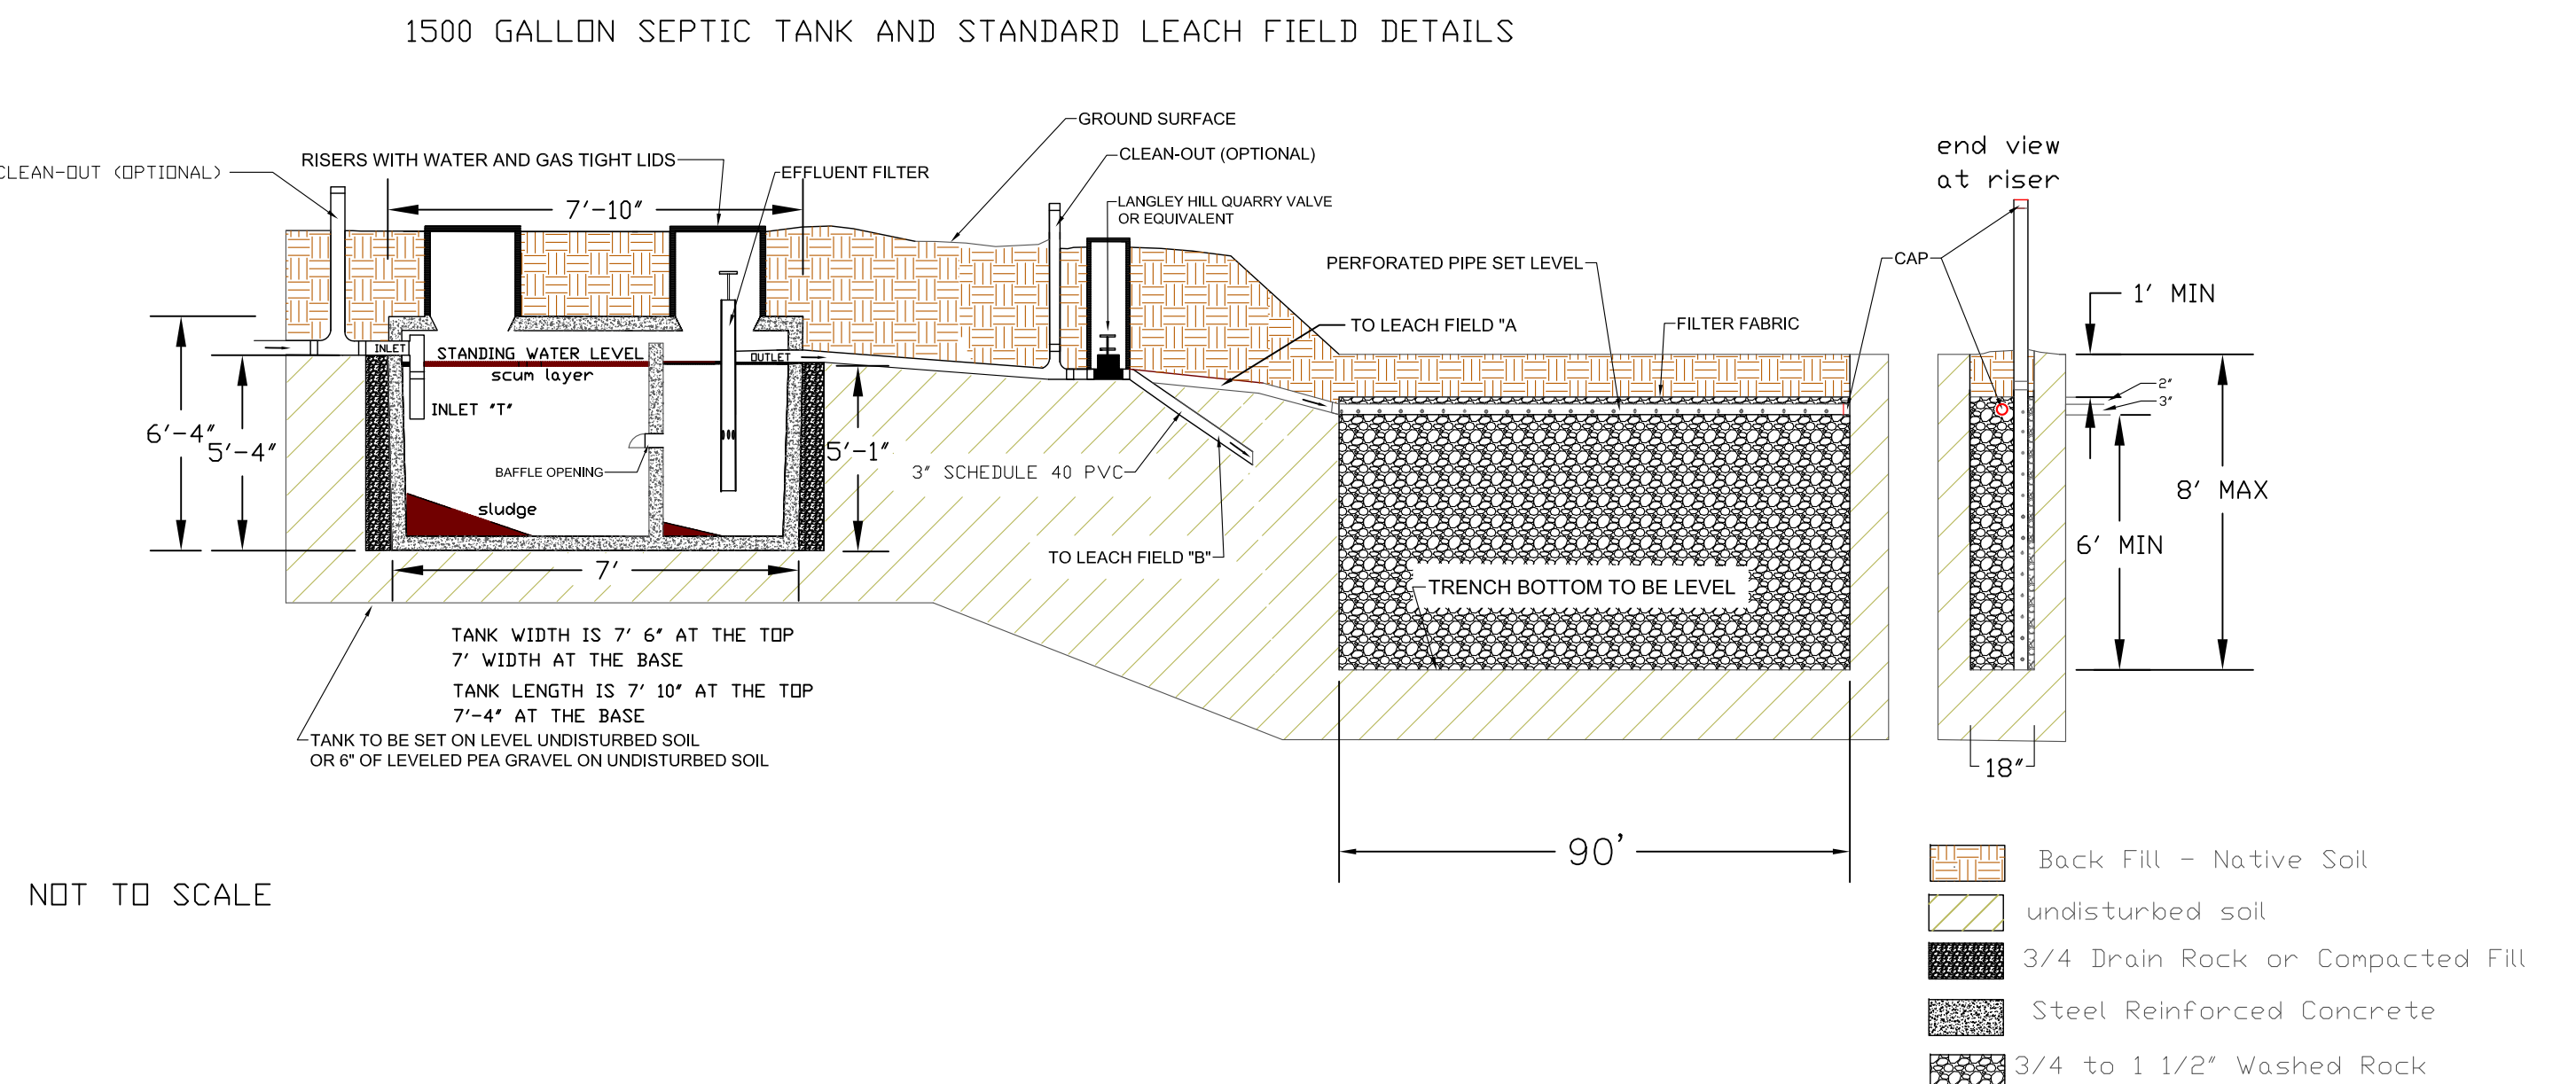 1500 GALLON SEPTIC TANK AND STANDARD LEACH FIELD DETAILS
GROUND SURFACE
end view
at riser
CLEAN-OUT (OPTIONAL)
RISERS WITH WATER AND GAS TIGHT LIDS
EFFLUENT FILTER
CLEAN-OUT (OPTIONAL)
LANGLEY HILL QUARRY VALVE
OR EQUIVALENT
7'-10"
PERFORATED PIPE SET LEVEL
CAP
1' MIN
TO LEACH FIELD "A
FILTER FABRIC
INLET
STANDING WATER LEVEL
OUTLET
scum layer
INLET "T"
2"
3"
6'-4"
5'-4"
5'-1"
BAFFLE OPENING
3" SCHEDULE 40 PVC
8' MAX
sludge
6' MIN
TO LEACH FIELD "B"
7'
TRENCH BOTTOM TO BE LEVEL
TANK WIDTH IS 7' 6" AT THE TOP
7' WIDTH AT THE BASE
TANK LENGTH IS 7' 10" AT THE TOP
7'-4" AT THE BASE
TANK TO BE SET ON LEVEL UNDISTURBED SOIL
OR 6" OF LEVELED PEA GRAVEL ON UNDISTURBED SOIL
18"
90'
NOT TO SCALE
Back Fill - Native Soil
undisturbed soil
3/4 Drain Rock or Compacted Fill
Steel Reinforced Concrete
3/4 to 1 1/2" Washed Rock